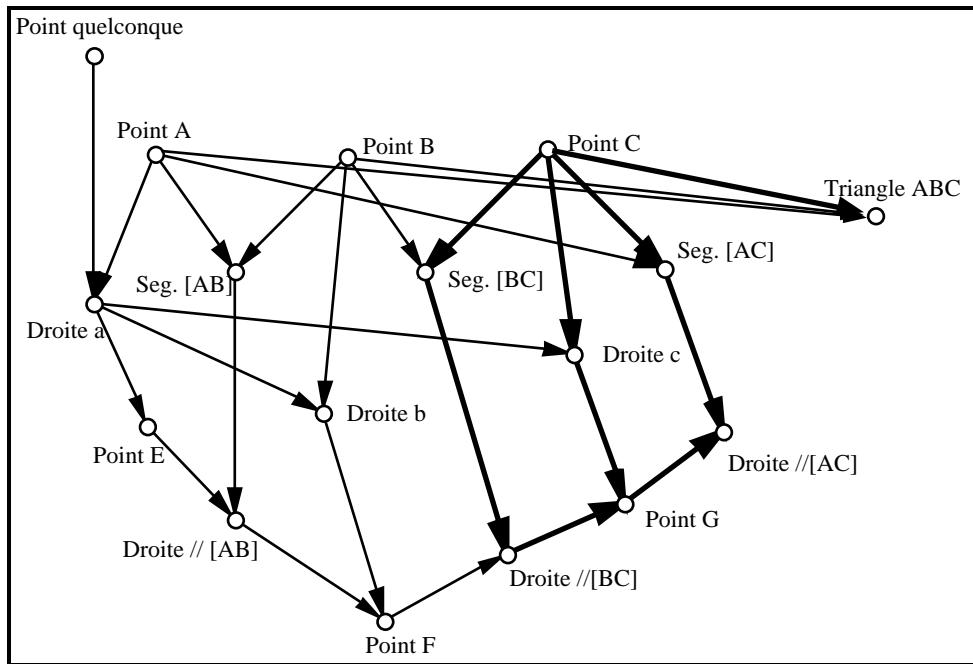 Point quelconque
Point A
Point B
Point C
Triangle ABC
Seg. [AB]
Seg. [BC]
Seg. [AC]
Droite a
Droite c
Droite b
Point E
Droite //[AC]
Point G
Droite // [AB]
Droite //[BC]
Point F